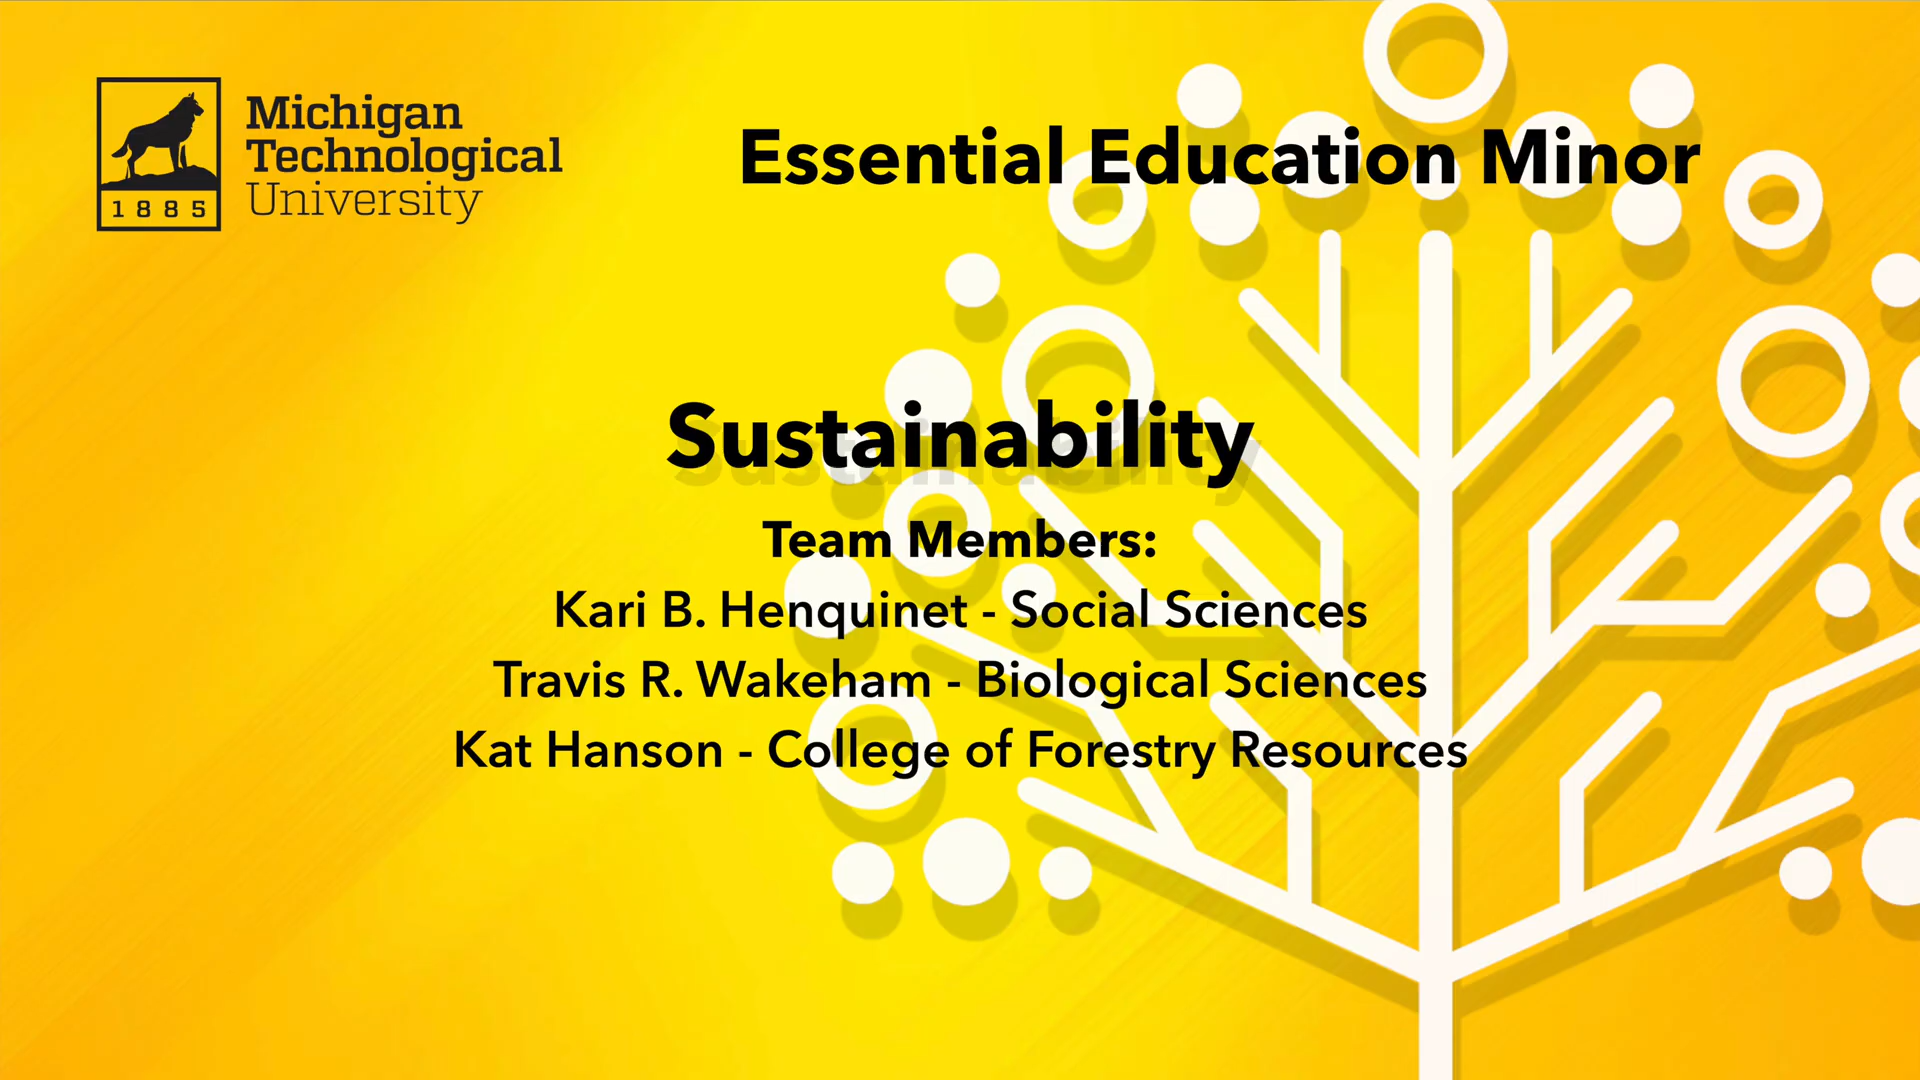 Michigan
Technological
University
1885
Essential Education Minor
Sustainability
Team Members:
Kari B. Henquinet - Social Sciences
Travis R. Wakeham - Biological Sciences
Kat Hanson - College of Forestry Resources